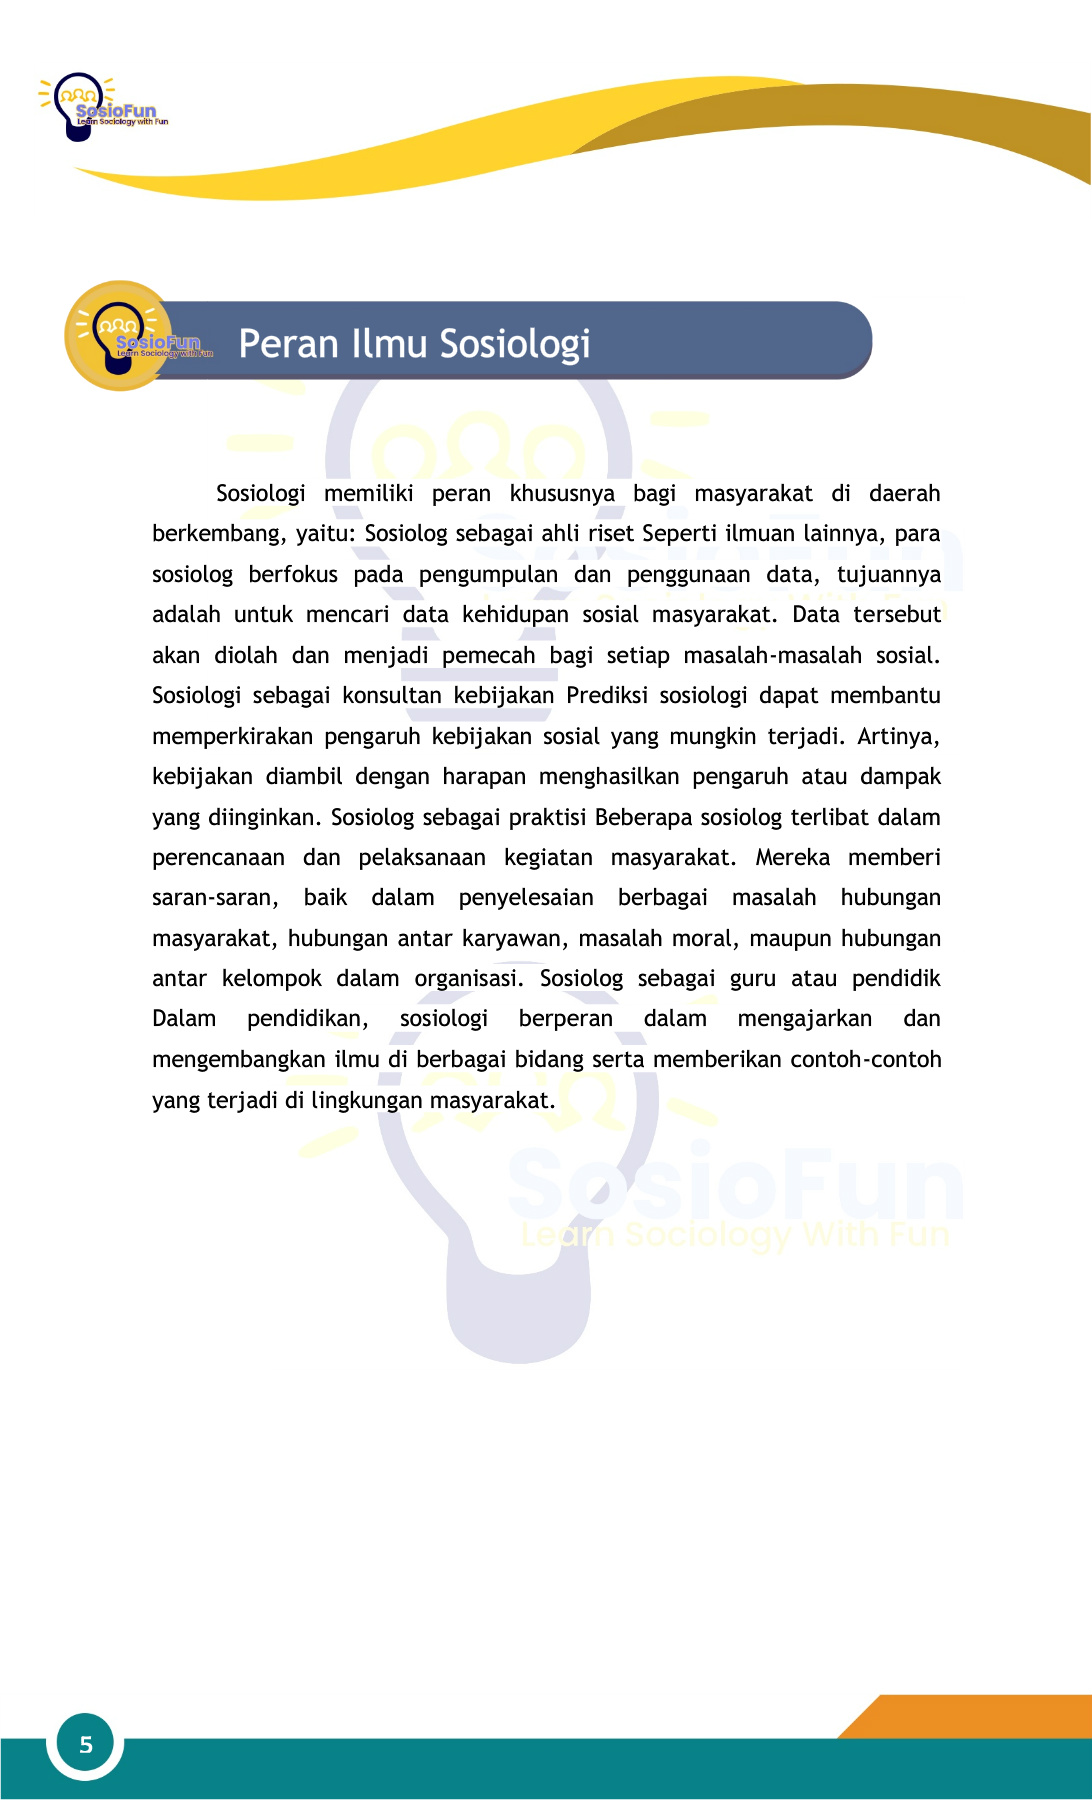 SosioFun
Learn Sociology with Fun
SosioFun
Learn Sociology with Fun
Peran Ilmu Sosiologi
Sosiologi memiliki peran khususnya bagi masyarakat di daerah
berkembang, yaitu: Sosiolog sebagai ahli riset Seperti ilmuan lainnya, para
sosiolog berfokus pada pengumpulan dan penggunaan data, tujuannya
adalah untuk mencari data kehidupan sosial masyarakat. Data tersebut
akan diolah dan menjadi pemecah bagi setiap masalah-masalah sosial.
Sosiologi sebagai konsultan kebijakan Prediksi sosiologi dapat membantu
memperkirakan pengaruh kebijakan sosial yang mungkin terjadi. Artinya,
kebijakan diambil dengan harapan menghasilkan pengaruh atau dampak
yang diinginkan. Sosiolog sebagai praktisi Beberapa sosiolog terlibat dalam
perencanaan dan pelaksanaan kegiatan masyarakat. Mereka memberi
saran-saran, baik dalam penyelesaian berbagai masalah hubungan
masyarakat, hubungan antar karyawan, masalah moral, maupun hubungan
antar kelompok dalam organisasi. Sosiolog sebagai guru atau pendidik
Dalam pendidikan, sosiologi berperan dalam mengajarkan dan
mengembangkan ilmu di berbagai bidang serta memberikan contoh-contoh
yang terjadi di lingkungan masyarakat.
SosioFun
Learn Sociology With Fun
5